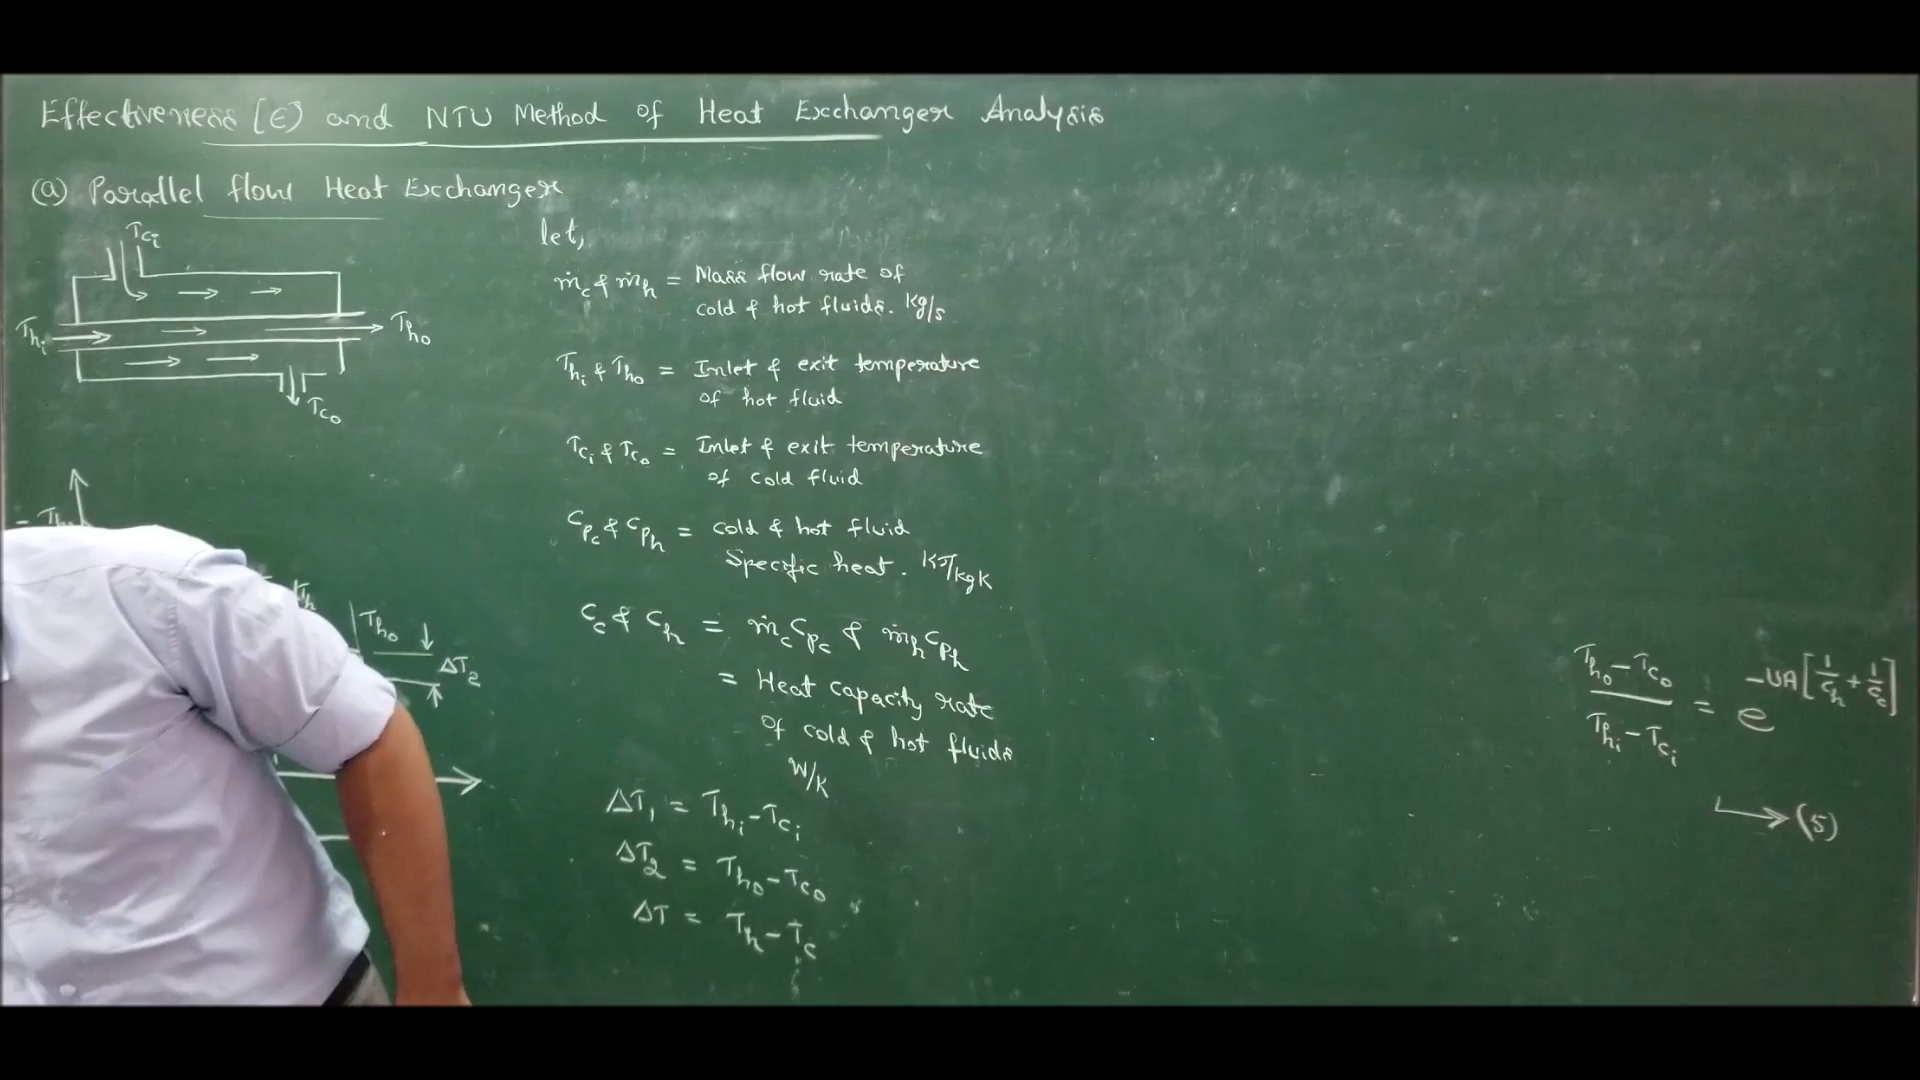 Effectiveness [ε] and NTU Method of Heat Exchanger Analysis
(a) Parallel flow Heat Exchanger
Tci
Thi
Tho
Tco
Tho
ΔT2
let,
ṁc & ṁh = Mass flow rate of
cold & hot fluids. Kg/s
Thi & Tho = Inlet & exit temperature
of hot fluid
Tci & Tco = Inlet & exit temperature
of cold fluid
Cpc & Cph = cold & hot fluid
Specific heat. KJ/kgK
Cc & Ch = ṁcCpc & ṁhCph
= Heat capacity rate
of cold & hot fluids
W/K
ΔT1 = Thi - Tci
ΔT2 = Tho - Tco
ΔT = Th - Tc
(Tho - Tco)/(Thi - Tci) = e^(-UA[1/Ch + 1/Cc])
→ (5)